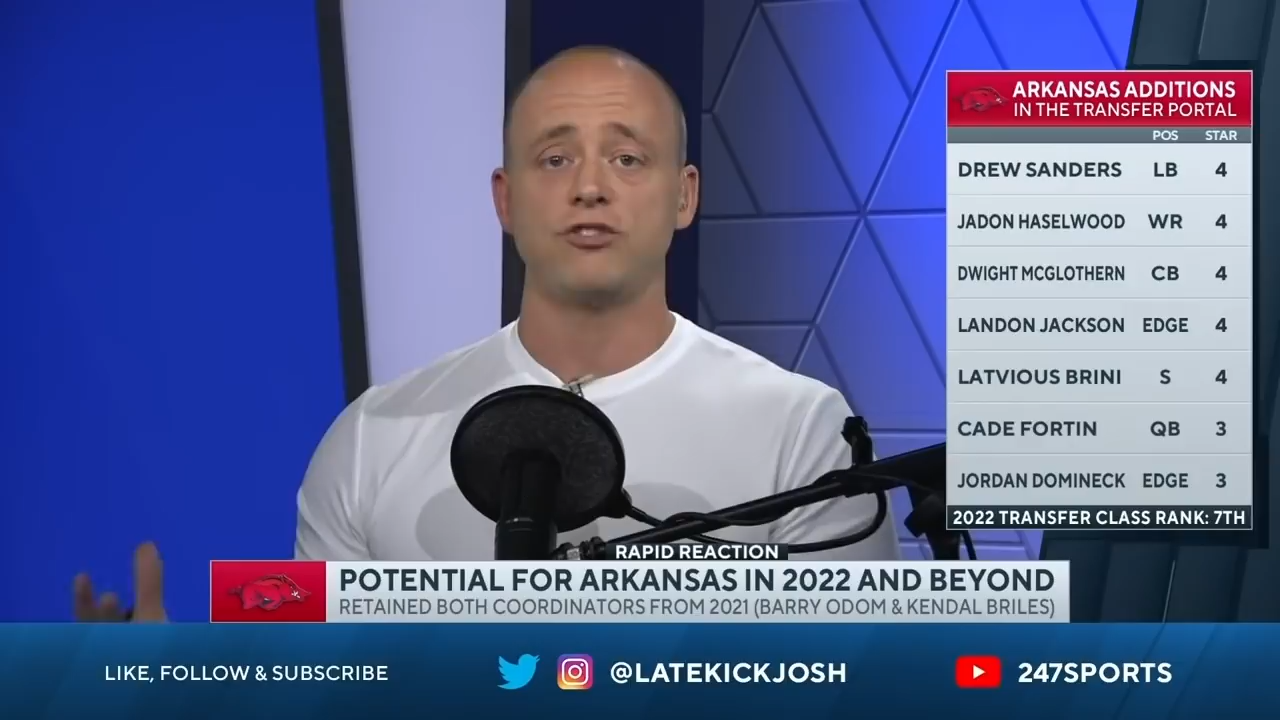 ARKANSAS ADDITIONS
IN THE TRANSFER PORTAL
POS STAR
DREW SANDERS LB 4
JADON HASELWOOD WR 4
DWIGHT MCGLOTHERN CB 4
LANDON JACKSON EDGE 4
LATVIOUS BRINI S 4
CADE FORTIN QB 3
JORDAN DOMINECK EDGE 3
2022 TRANSFER CLASS RANK: 7TH
RAPID REACTION
POTENTIAL FOR ARKANSAS IN 2022 AND BEYOND
RETAINED BOTH COORDINATORS FROM 2021 (BARRY ODOM & KENDAL BRILES)
LIKE, FOLLOW & SUBSCRIBE @LATEKICKJOSH 247SPORTS